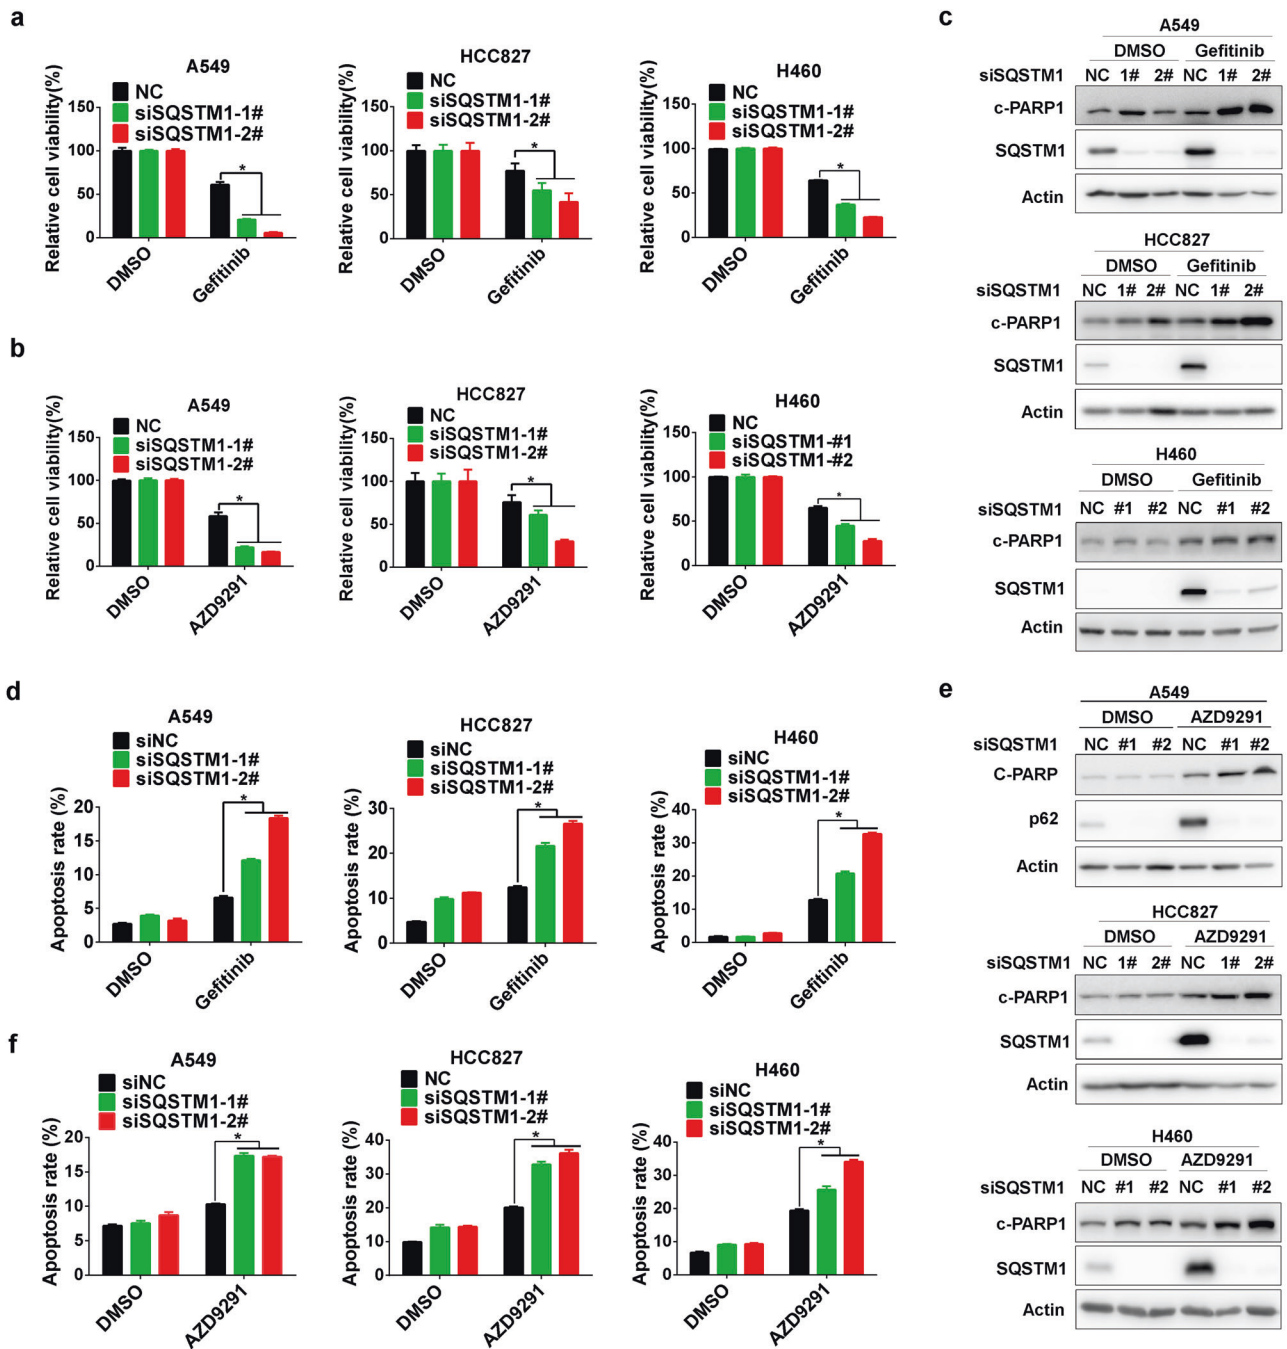 a
A549
NC
siSQSTM1-1#
siSQSTM1-2#
Relative cell viability(%)
150
100
50
0
DMSO
Gefitinib
*
HCC827
NC
siSQSTM1-1#
siSQSTM1-2#
Relative cell viability(%)
150
100
50
0
DMSO
Gefitinib
*
H460
NC
siSQSTM1-1#
siSQSTM1-2#
Relative cell viability(%)
150
100
50
0
DMSO
Gefitinib
*
b
A549
NC
siSQSTM1-1#
siSQSTM1-2#
Relative cell viability(%)
150
100
50
0
DMSO
AZD9291
*
HCC827
NC
siSQSTM1-1#
siSQSTM1-2#
Relative cell viability(%)
150
100
50
0
DMSO
AZD9291
*
H460
NC
siSQSTM1-#1
siSQSTM1-#2
Relative cell viability(%)
150
100
50
0
DMSO
AZD9291
*
c
A549
DMSO Gefitinib
siSQSTM1 NC 1# 2# NC 1# 2#
c-PARP1
SQSTM1
Actin
HCC827
DMSO Gefitinib
siSQSTM1 NC 1# 2# NC 1# 2#
c-PARP1
SQSTM1
Actin
H460
DMSO Gefitinib
siSQSTM1 NC #1 #2 NC #1 #2
c-PARP1
SQSTM1
Actin
d
A549
siNC
siSQSTM1-1#
siSQSTM1-2#
Apoptosis rate (%)
20
15
10
5
0
DMSO
Gefitinib
*
HCC827
siNC
siSQSTM1-1#
siSQSTM1-2#
Apoptosis rate (%)
30
20
10
0
DMSO
Gefitinib
*
H460
siNC
siSQSTM1-1#
siSQSTM1-2#
Apoptosis rate (%)
40
30
20
10
0
DMSO
Gefitinib
*
e
A549
DMSO AZD9291
siSQSTM1 NC #1 #2 NC #1 #2
C-PARP
p62
Actin
HCC827
DMSO AZD9291
siSQSTM1 NC 1# 2# NC 1# 2#
c-PARP1
SQSTM1
Actin
H460
DMSO AZD9291
siSQSTM1 NC #1 #2 NC #1 #2
c-PARP1
SQSTM1
Actin
f
A549
siNC
siSQSTM1-1#
siSQSTM1-2#
Apoptosis rate (%)
20
15
10
5
0
DMSO
AZD9291
*
HCC827
NC
siSQSTM1-1#
siSQSTM1-2#
Apoptosis rate (%)
40
30
20
10
0
DMSO
AZD9291
*
H460
siNC
siSQSTM1-1#
siSQSTM1-2#
Apoptosis rate (%)
40
20
20
10
0
DMSO
AZD9291
*